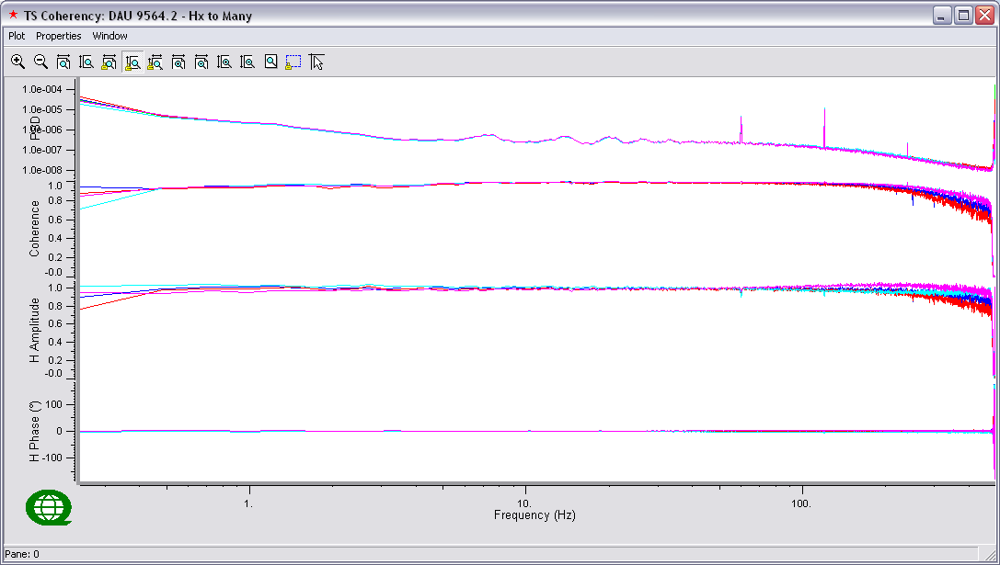 TS Coherency: DAU 9564.2 - Hx to Many
Plot Properties Window
PSD
1.0e-004
1.0e-005
1.0e-006
1.0e-007
1.0e-008
Coherence
1.0
0.8
0.6
0.4
0.2
-0.0
H Amplitude
1.0
0.8
0.6
0.4
0.2
-0.0
H Phase (°)
100
0
-100
1. 10. 100.
Frequency (Hz)
Pane: 0